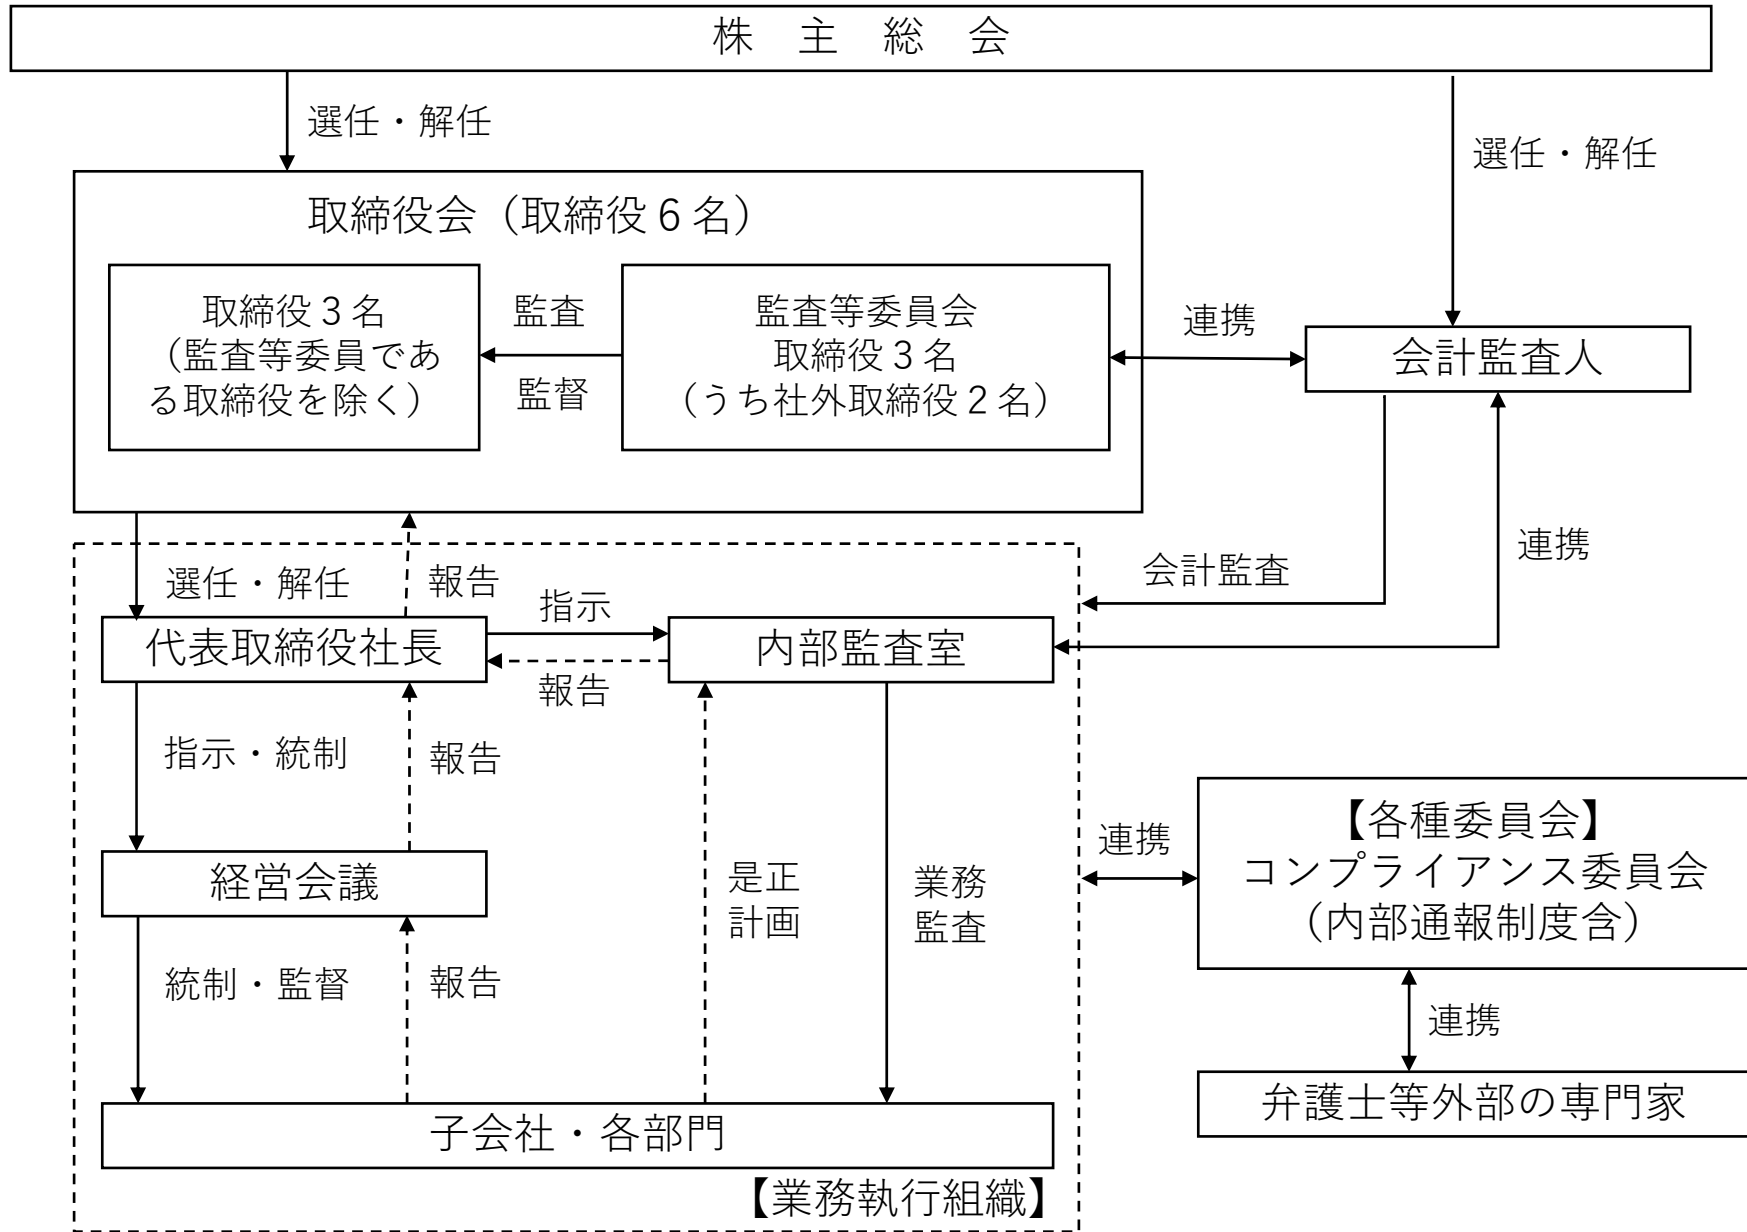 株　主　総　会
選任・解任
選任・解任
取締役会（取締役６名）
取締役３名
（監査等委員であ
る取締役を除く）
監査
監督
監査等委員会
取締役３名
（うち社外取締役２名）
連携
会計監査人
選任・解任
報告
指示
会計監査
連携
代表取締役社長
内部監査室
報告
指示・統制
報告
経営会議
是正
計画
業務
監査
連携
【各種委員会】
コンプライアンス委員会
（内部通報制度含）
統制・監督
報告
連携
弁護士等外部の専門家
子会社・各部門
【業務執行組織】